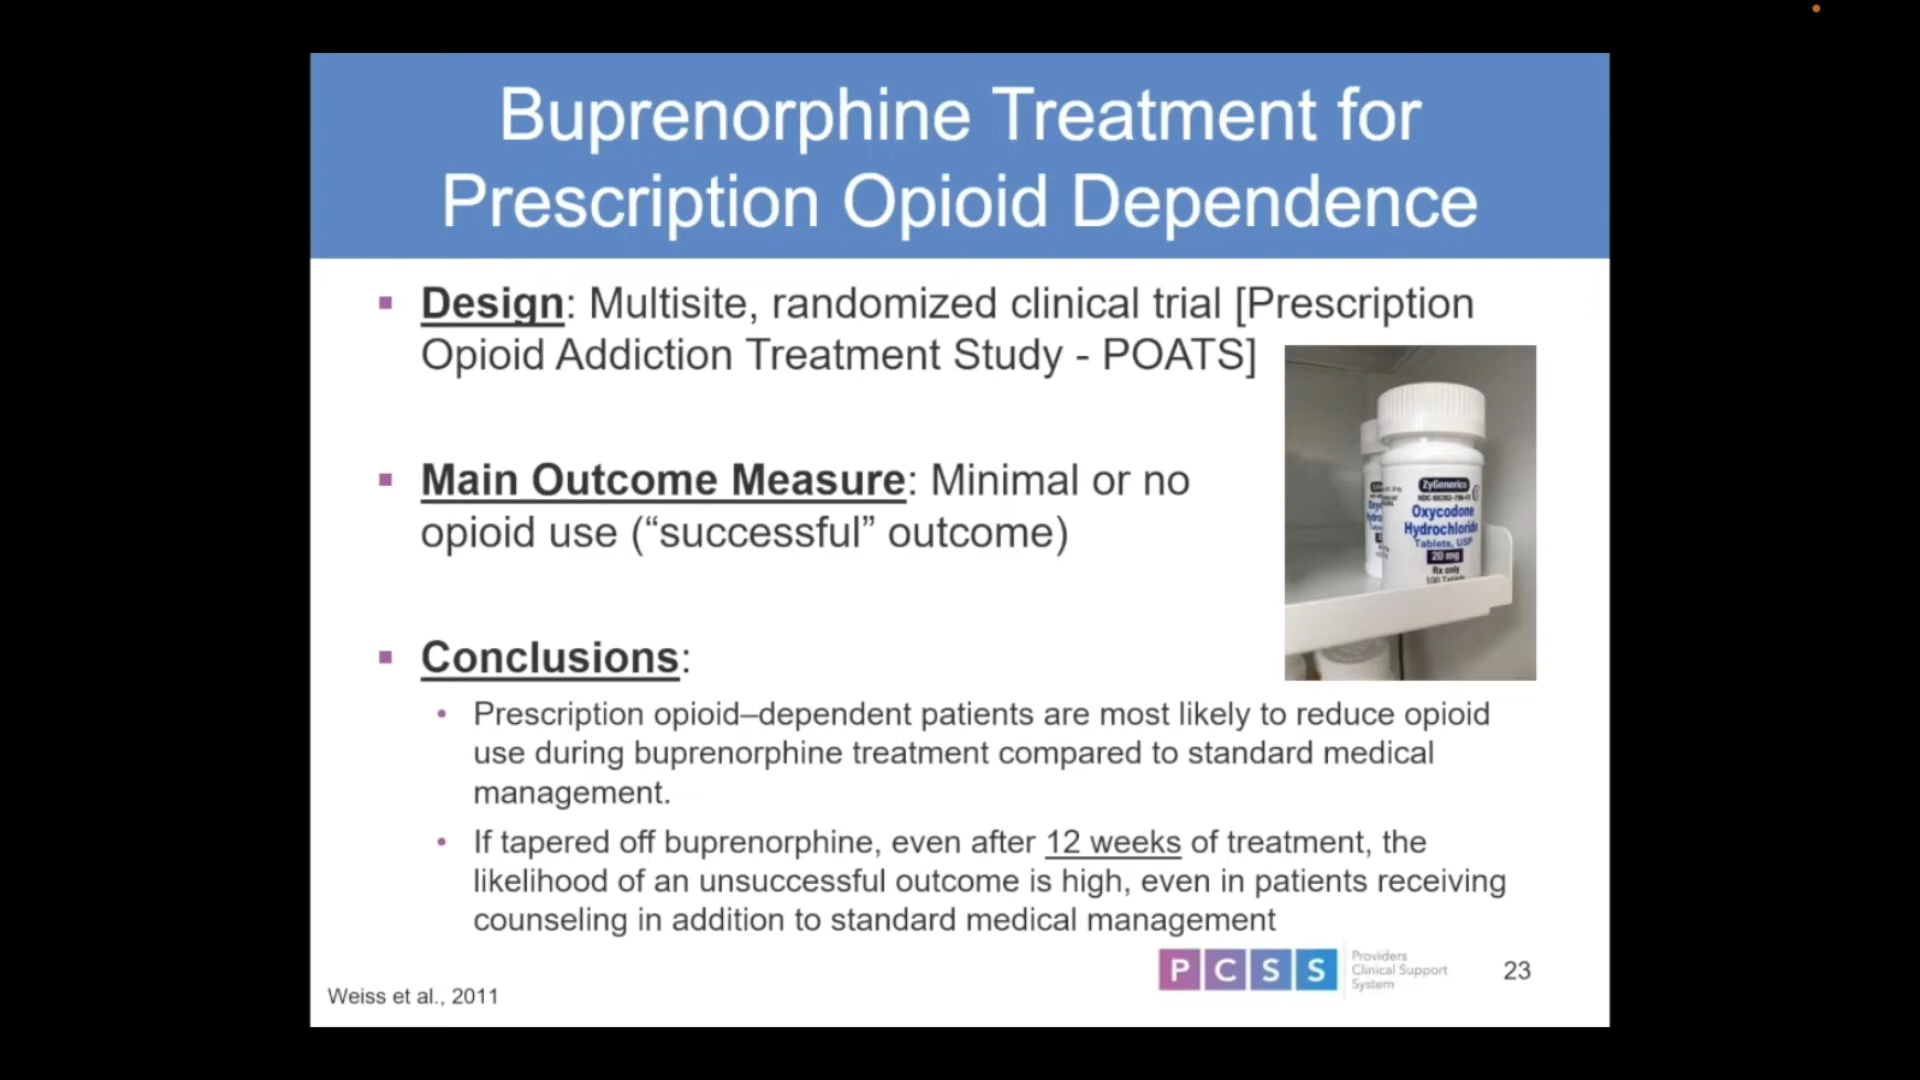 Buprenorphine Treatment for
Prescription Opioid Dependence
Design: Multisite, randomized clinical trial [Prescription
Opioid Addiction Treatment Study - POATS]
Main Outcome Measure: Minimal or no
opioid use (“successful” outcome)
ZyGenerics
Oxycodone
Hydrochloride
Tablets, USP
20 mg
Rx only
Conclusions:
Prescription opioid–dependent patients are most likely to reduce opioid
use during buprenorphine treatment compared to standard medical
management.
If tapered off buprenorphine, even after 12 weeks of treatment, the
likelihood of an unsuccessful outcome is high, even in patients receiving
counseling in addition to standard medical management
PCSS
Providers
Clinical Support
System
23
Weiss et al., 2011